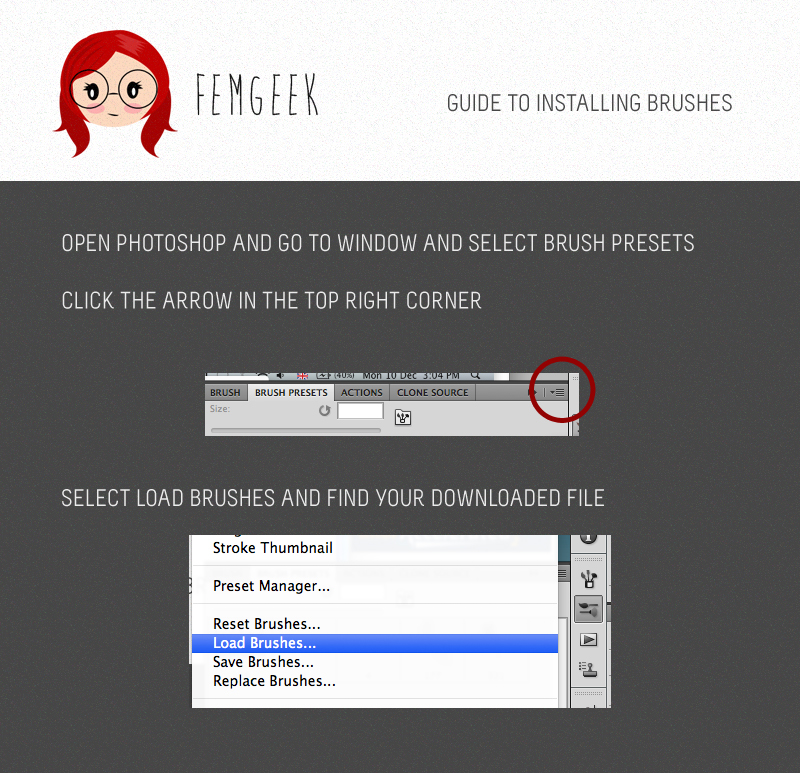 FEMGEEK
GUIDE TO INSTALLING BRUSHES
OPEN PHOTOSHOP AND GO TO WINDOW AND SELECT BRUSH PRESETS
CLICK THE ARROW IN THE TOP RIGHT CORNER
(40%) Mon 10 Dec 3:04 PM
BRUSH BRUSH PRESETS ACTIONS CLONE SOURCE
Size:
SELECT LOAD BRUSHES AND FIND YOUR DOWNLOADED FILE
Stroke Thumbnail
Preset Manager...
Reset Brushes...
Load Brushes...
Save Brushes...
Replace Brushes...